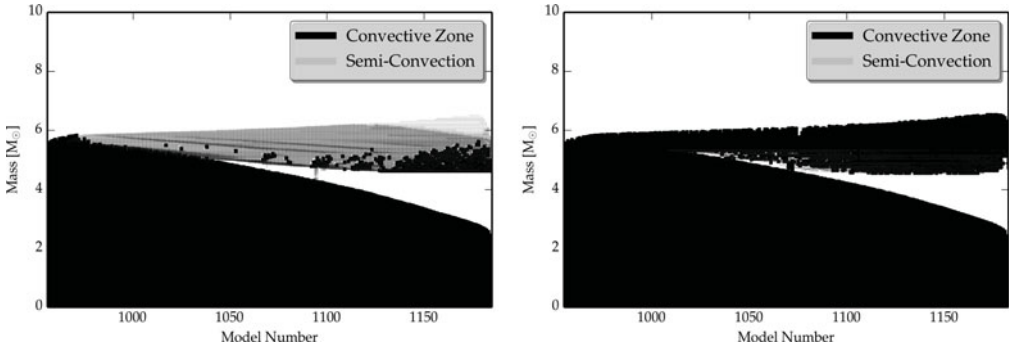 10
8
6
4
2
0
Mass [M☉]
1000
1050
1100
1150
Model Number
Convective Zone
Semi-Convection
10
8
6
4
2
0
Mass [M☉]
1000
1050
1100
1150
Model Number
Convective Zone
Semi-Convection